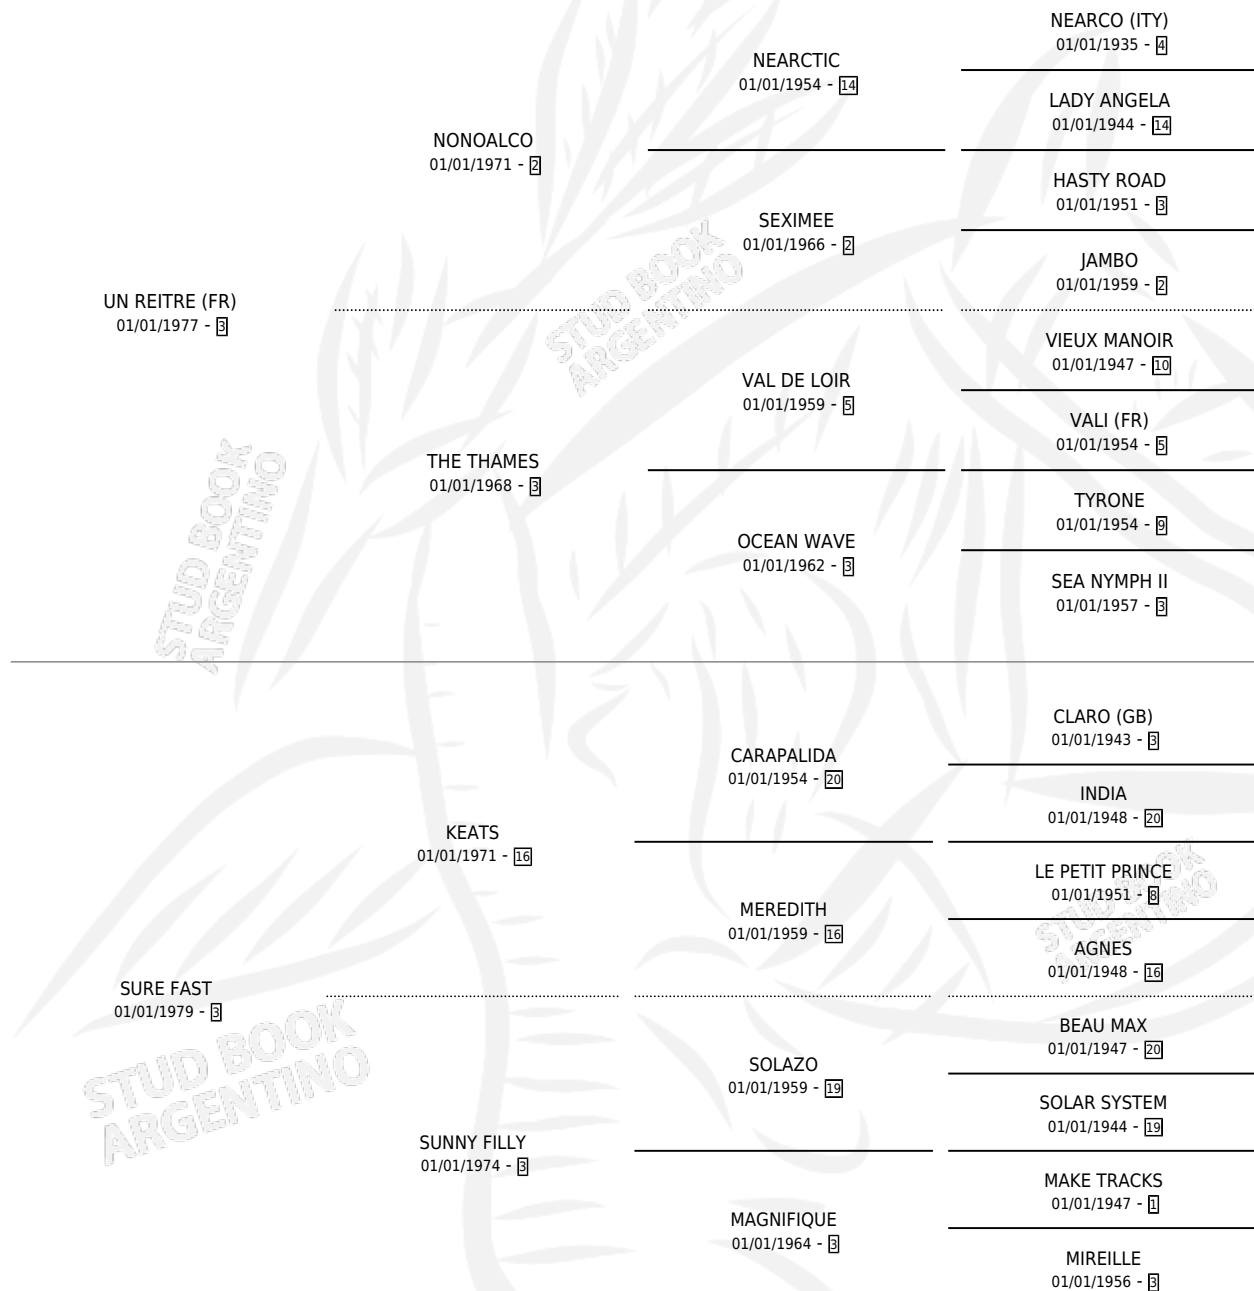 NEARCO (ITY)
01/01/1935 - 4
NEARCTIC
01/01/1954 - 14
LADY ANGELA
01/01/1944 - 14
NONOALCO
01/01/1971 - 2
HASTY ROAD
01/01/1951 - 3
SEXIMEE
01/01/1966 - 2
JAMBO
01/01/1959 - 2
UN REITRE (FR)
01/01/1977 - 3
VIEUX MANOIR
01/01/1947 - 10
VAL DE LOIR
01/01/1959 - 5
VALI (FR)
01/01/1954 - 5
THE THAMES
01/01/1968 - 3
TYRONE
01/01/1954 - 9
OCEAN WAVE
01/01/1962 - 3
SEA NYMPH II
01/01/1957 - 3
CLARO (GB)
01/01/1943 - 3
CARAPALIDA
01/01/1954 - 20
INDIA
01/01/1948 - 20
KEATS
01/01/1971 - 16
LE PETIT PRINCE
01/01/1951 - 8
MEREDITH
01/01/1959 - 16
AGNES
01/01/1948 - 16
SURE FAST
01/01/1979 - 3
BEAU MAX
01/01/1947 - 20
SOLAZO
01/01/1959 - 19
SOLAR SYSTEM
01/01/1944 - 19
SUNNY FILLY
01/01/1974 - 3
MAKE TRACKS
01/01/1947 - 1
MAGNIFIQUE
01/01/1964 - 3
MIREILLE
01/01/1956 - 3
STUD BOOK
ARGENTINO
STUD BOOK
ARGENTINO
STUD BOOK
ARGENTINO
STUD BOOK
ARGENTINO